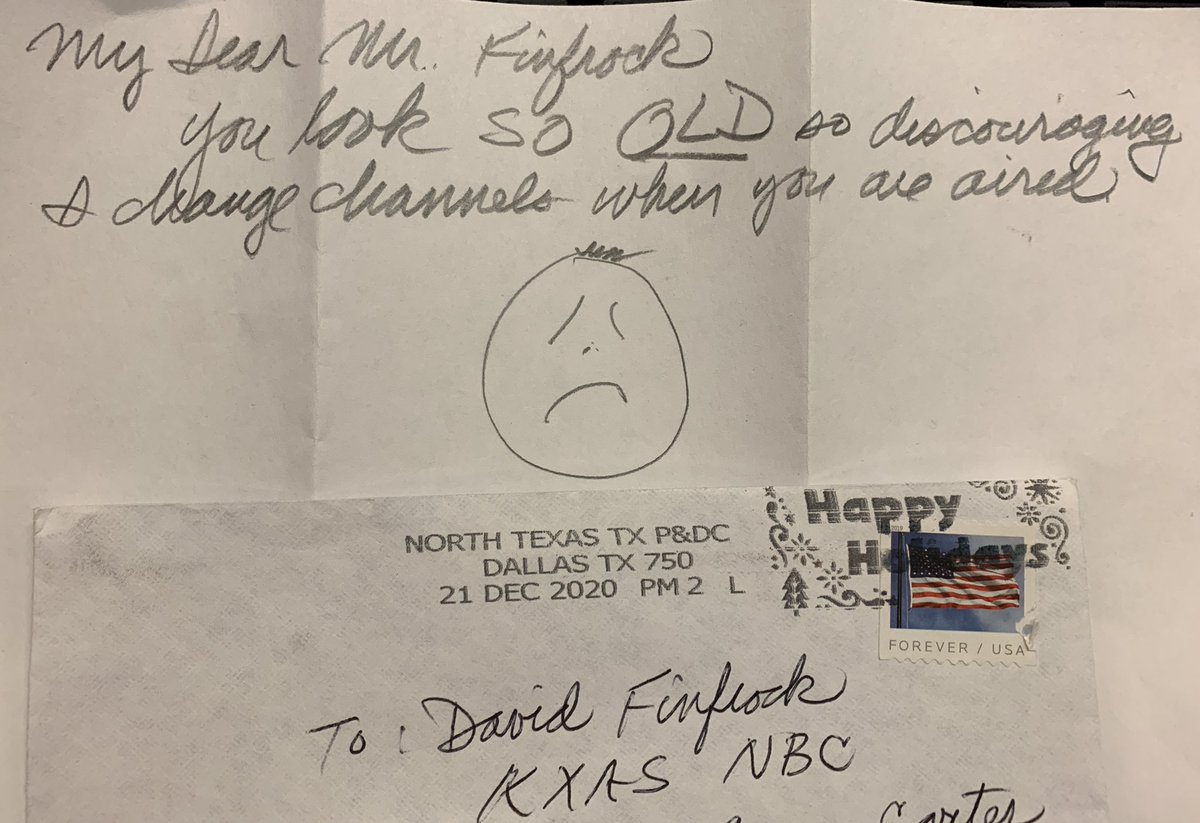 My Dear Mr. Finfrock
you look so OLD so discouraging
I change channels when you are aired
Happy
Holidays
NORTH TEXAS TX P&DC
DALLAS TX 750
21 DEC 2020 PM 2 L
FOREVER / USA
To: David Finfrock
KXAS NBC
Carter